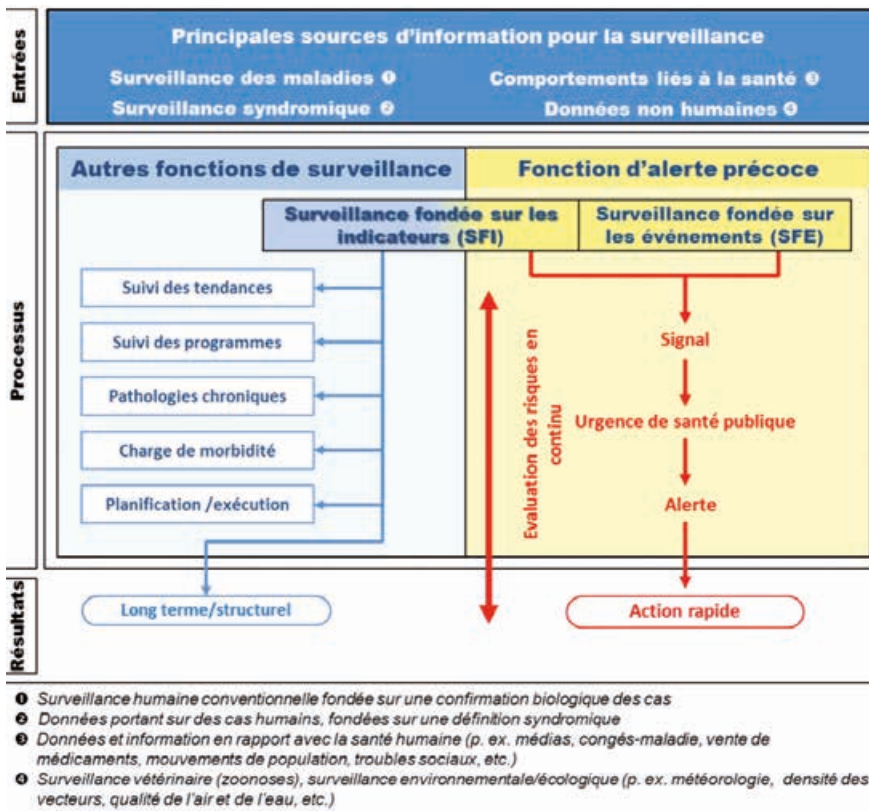 Entrées
Principales sources d'information pour la surveillance
Surveillance des maladies ❶
Comportements liés à la santé ❸
Surveillance syndromique ❷
Données non humaines ❹
Processus
Autres fonctions de surveillance
Fonction d'alerte précoce
Surveillance fondée sur les
indicateurs (SFI)
Surveillance fondée sur
les événements (SFE)
Suivi des tendances
Suivi des programmes
Pathologies chroniques
Charge de morbidité
Planification /exécution
Evaluation des risques en
continu
Signal
Urgence de santé publique
Alerte
Résultats
Long terme/structurel
Action rapide
❶ Surveillance humaine conventionnelle fondée sur une confirmation biologique des cas
❷ Données portant sur des cas humains, fondées sur une définition syndromique
❸ Données et information en rapport avec la santé humaine (p. ex. médias, congés-maladie, vente de
médicaments, mouvements de population, troubles sociaux, etc.)
❹ Surveillance vétérinaire (zoonoses), surveillance environnementale/écologique (p. ex. météorologie, densité des
vecteurs, qualité de l'air et de l'eau, etc.)